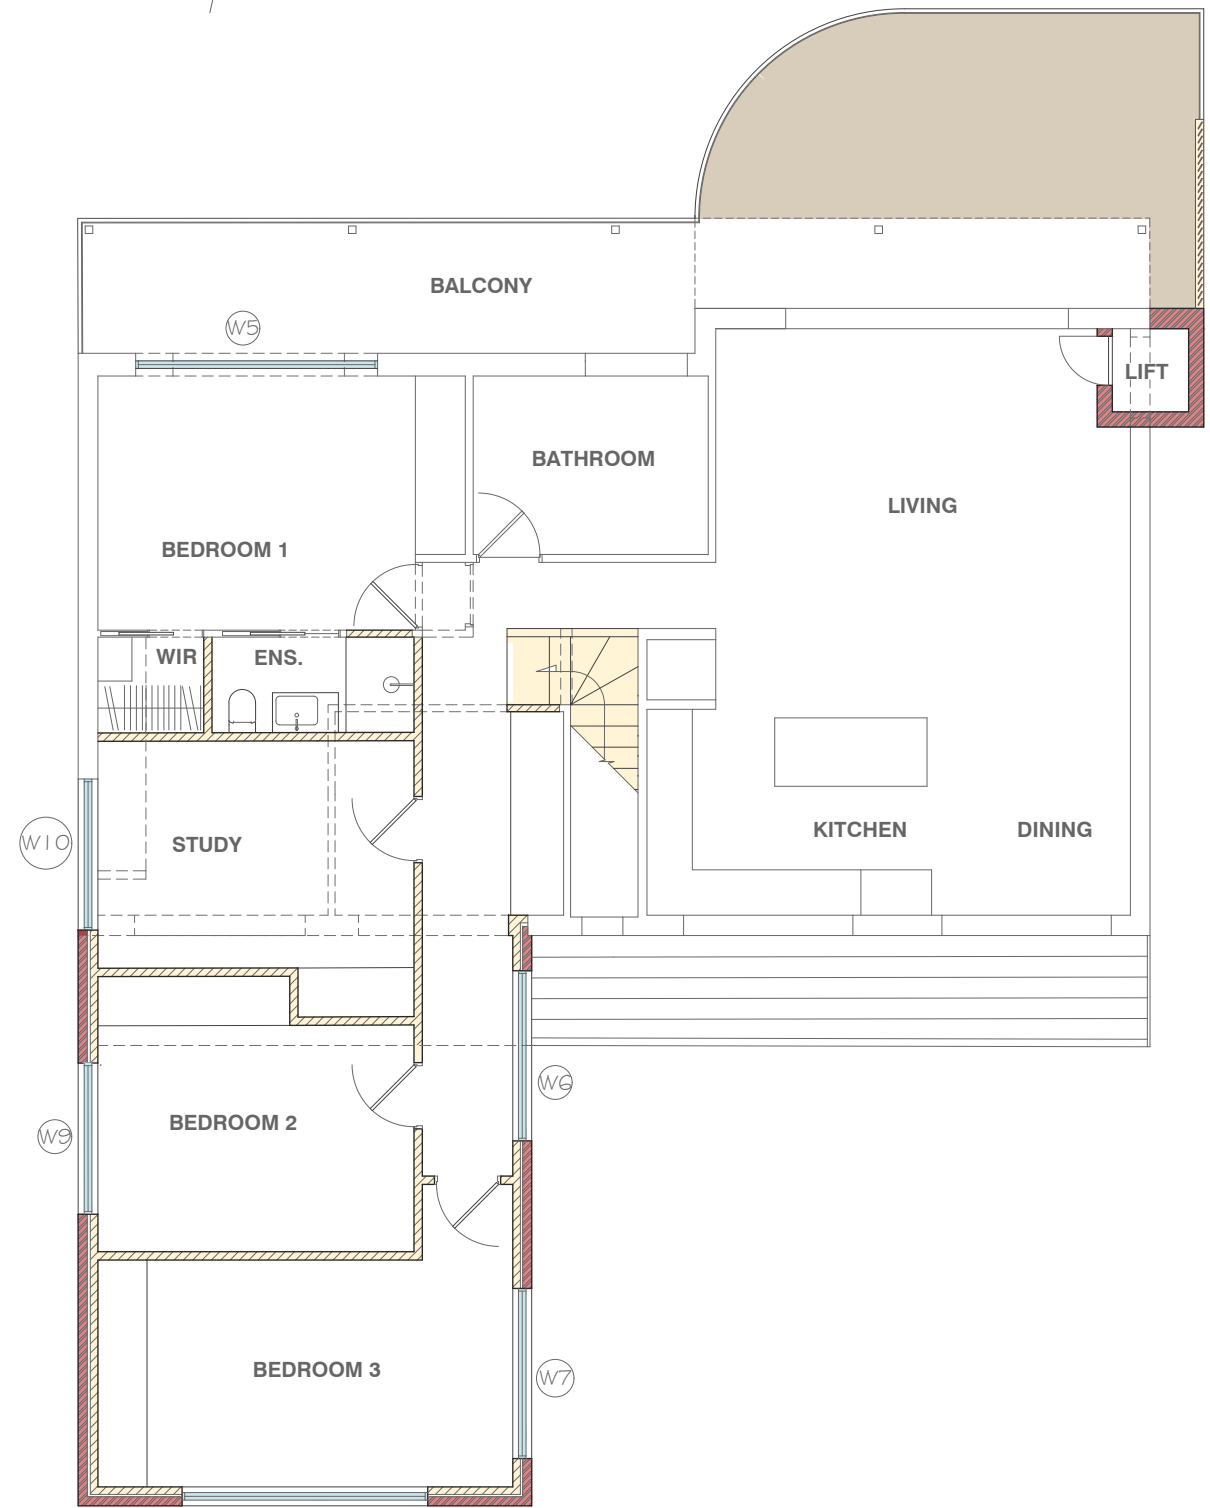 BALCONY
W5
LIFT
BATHROOM
LIVING
BEDROOM 1
WIR
ENS.
KITCHEN
DINING
W10
STUDY
W6
BEDROOM 2
W9
BEDROOM 3
W7